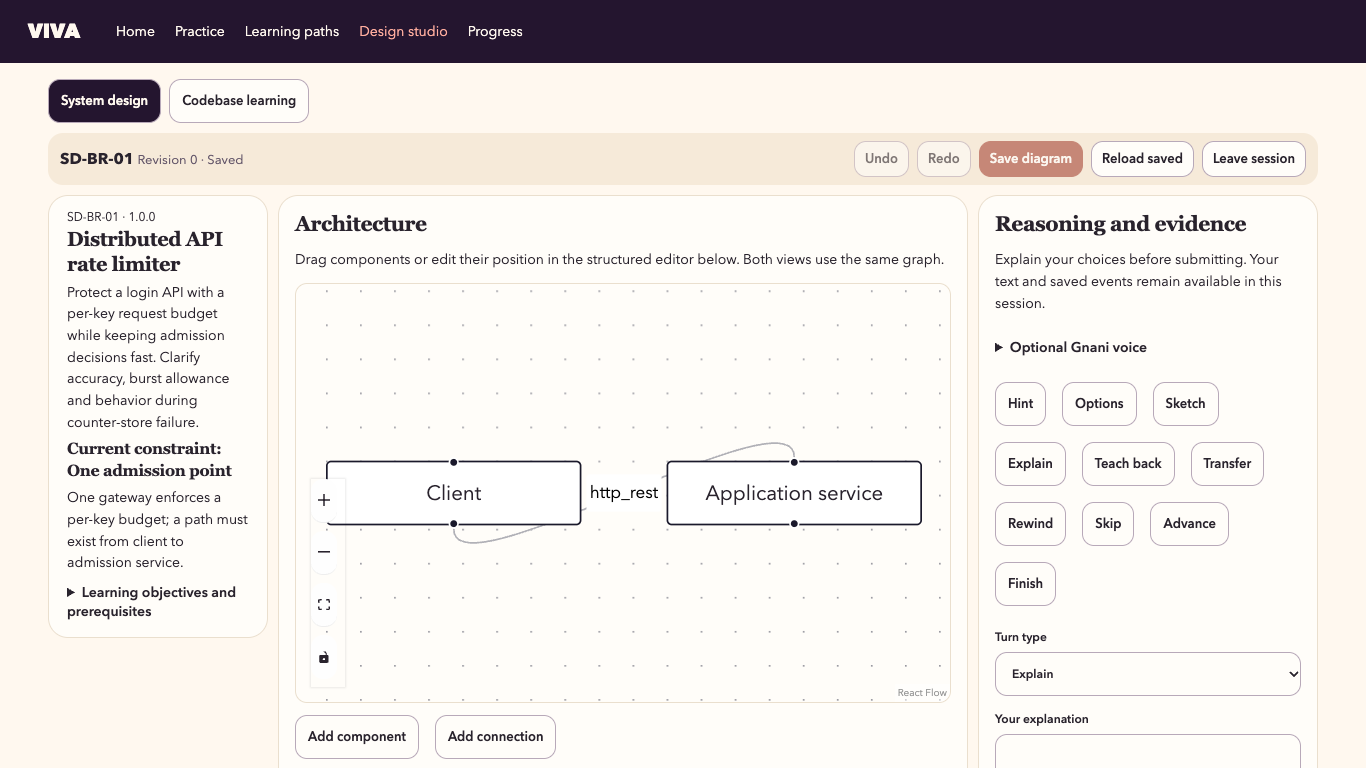 VIVA
Home
Practice
Learning paths
Design studio
Progress
System design
Codebase learning
SD-BR-01 Revision 0 · Saved
Undo
Redo
Save diagram
Reload saved
Leave session
SD-BR-01 · 1.0.0
Distributed API
rate limiter
Protect a login API with a
per-key request budget
while keeping admission
decisions fast. Clarify
accuracy, burst allowance
and behavior during
counter-store failure.
Current constraint:
One admission point
One gateway enforces a
per-key budget; a path must
exist from client to
admission service.
Learning objectives and
prerequisites
Architecture
Drag components or edit their position in the structured editor below. Both views use the same graph.
Client
http_rest
Application service
React Flow
Add component
Add connection
Reasoning and evidence
Explain your choices before submitting. Your
text and saved events remain available in this
session.
Optional Gnani voice
Hint
Options
Sketch
Explain
Teach back
Transfer
Rewind
Skip
Advance
Finish
Turn type
Explain
Your explanation